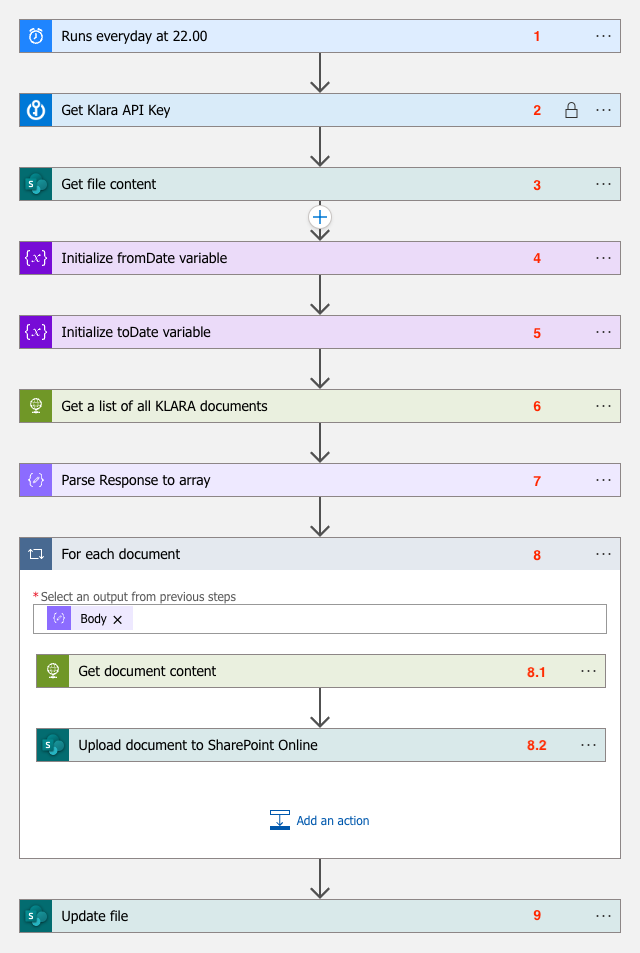 Runs everyday at 22.00 1 ...
Get Klara API Key 2 ...
S Get file content 3 ...
{x} Initialize fromDate variable 4 ...
{x} Initialize toDate variable 5 ...
Get a list of all KLARA documents 6 ...
Parse Response to array 7 ...
For each document 8 ...
* Select an output from previous steps
Body ×
Get document content 8.1 ...
S Upload document to SharePoint Online 8.2 ...
Add an action
S Update file 9 ...